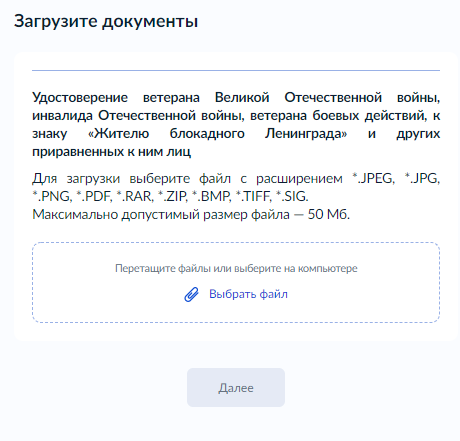 Загрузите документы
Удостоверение ветерана Великой Отечественной войны,
инвалида Отечественной войны, ветерана боевых действий, к
знаку «Жителю блокадного Ленинграда» и других
приравненных к ним лиц
Для загрузки выберите файл с расширением *.JPEG, *.JPG,
*.PNG, *.PDF, *.RAR, *.ZIP, *.BMP, *.TIFF, *.SIG.
Максимально допустимый размер файла — 50 Мб.
Перетащите файлы или выберите на компьютере
Выбрать файл
Далее